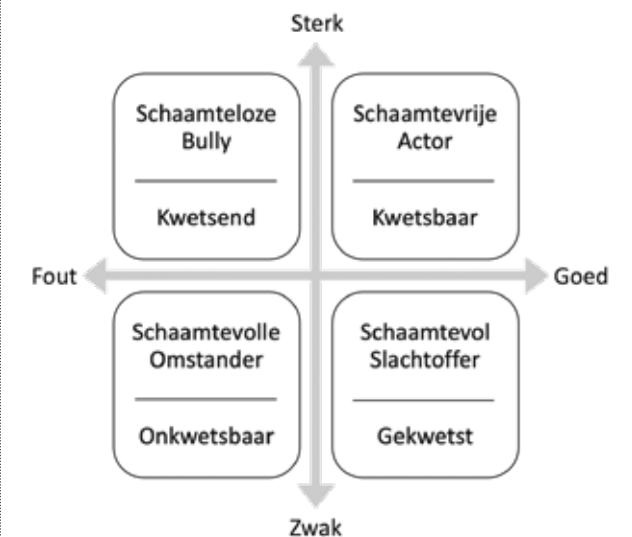 Sterk
Schaamteloze
Bully
Kwetsend
Schaamtevrije
Actor
Kwetsbaar
Fout
Goed
Schaamtevolle
Omstander
Onkwetsbaar
Schaamtevol
Slachtoffer
Gekwetst
Zwak